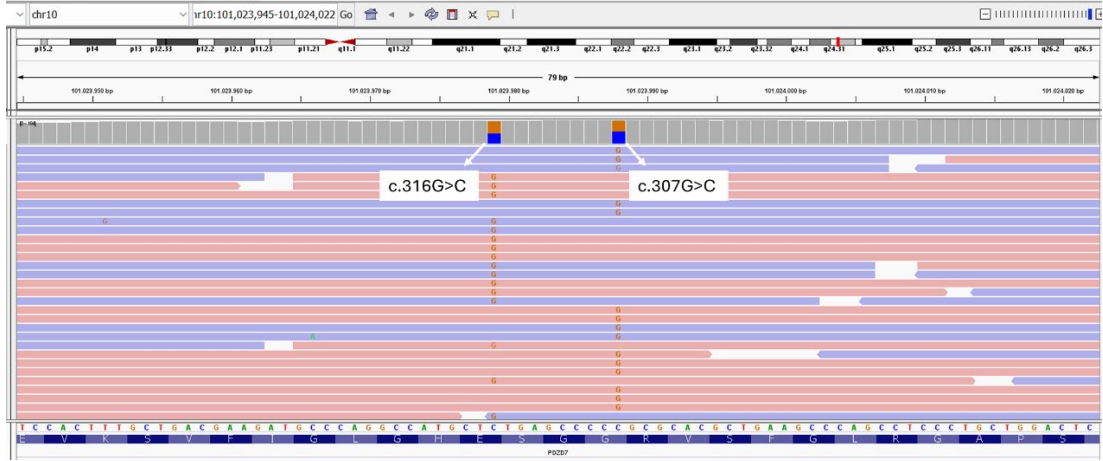 chr10 chr10:101,023,945-101,024,022 Go
p15.2 p14 p13 p12.33 p12.2 p12.1 p11.23 p11.21 q11.1 q11.22 q21.1 q21.2 q21.3 q22.1 q22.2 q22.3 q23.1 q23.2 q23.32 q24.1 q24.31 q25.1 q25.2 q25.3 q26.11 q26.13 q26.2 q26.3
79 bp
101.023.950 bp 101.023.960 bp 101.023.970 bp 101.023.980 bp 101.023.990 bp 101.024.000 bp 101.024.010 bp 101.024.020 bp
c.316G>C c.307G>C
T C C A C T T T G C T G A C G A A G A T G C C C A G G C C A T G C T C T G A G C C C C C G C G C A C G C T G A A G C C C A G C C T C C C T G C T G G A C T C
E V K S V F I G L G H E S G G R V S F G L R G A P S
PDZD7